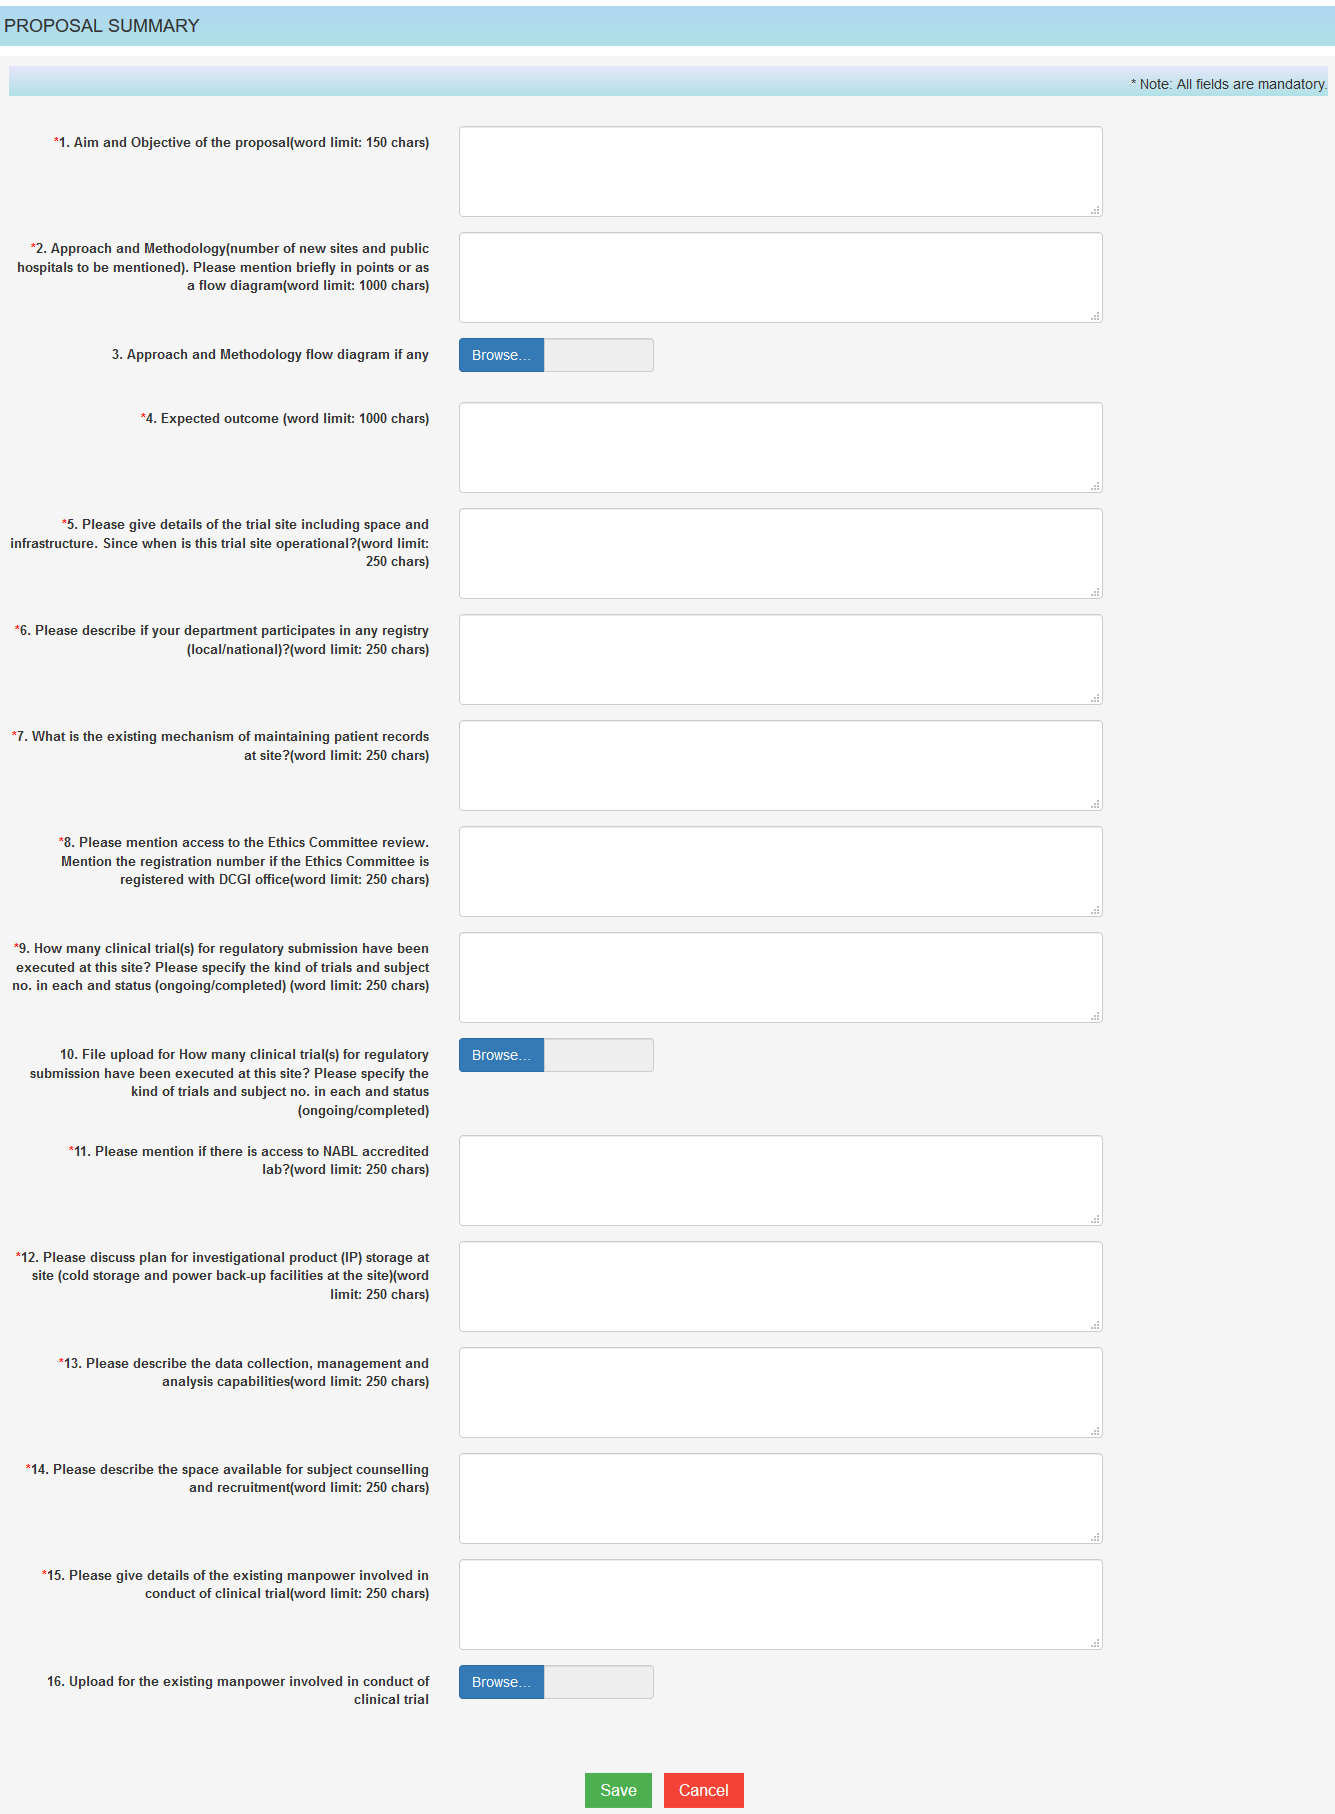 PROPOSAL SUMMARY
* Note: All fields are mandatory.
*1. Aim and Objective of the proposal(word limit: 150 chars)
*2. Approach and Methodology(number of new sites and public
hospitals to be mentioned). Please mention briefly in points or as
a flow diagram(word limit: 1000 chars)
3. Approach and Methodology flow diagram if any
Browse...
*4. Expected outcome (word limit: 1000 chars)
*5. Please give details of the trial site including space and
infrastructure. Since when is this trial site operational?(word limit:
250 chars)
*6. Please describe if your department participates in any registry
(local/national)?(word limit: 250 chars)
*7. What is the existing mechanism of maintaining patient records
at site?(word limit: 250 chars)
*8. Please mention access to the Ethics Committee review.
Mention the registration number if the Ethics Committee is
registered with DCGI office(word limit: 250 chars)
*9. How many clinical trial(s) for regulatory submission have been
executed at this site? Please specify the kind of trials and subject
no. in each and status (ongoing/completed) (word limit: 250 chars)
10. File upload for How many clinical trial(s) for regulatory
submission have been executed at this site? Please specify the
kind of trials and subject no. in each and status
(ongoing/completed)
Browse...
*11. Please mention if there is access to NABL accredited
lab?(word limit: 250 chars)
*12. Please discuss plan for investigational product (IP) storage at
site (cold storage and power back-up facilities at the site)(word
limit: 250 chars)
*13. Please describe the data collection, management and
analysis capabilities(word limit: 250 chars)
*14. Please describe the space available for subject counselling
and recruitment(word limit: 250 chars)
*15. Please give details of the existing manpower involved in
conduct of clinical trial(word limit: 250 chars)
16. Upload for the existing manpower involved in conduct of
clinical trial
Browse...
Save
Cancel